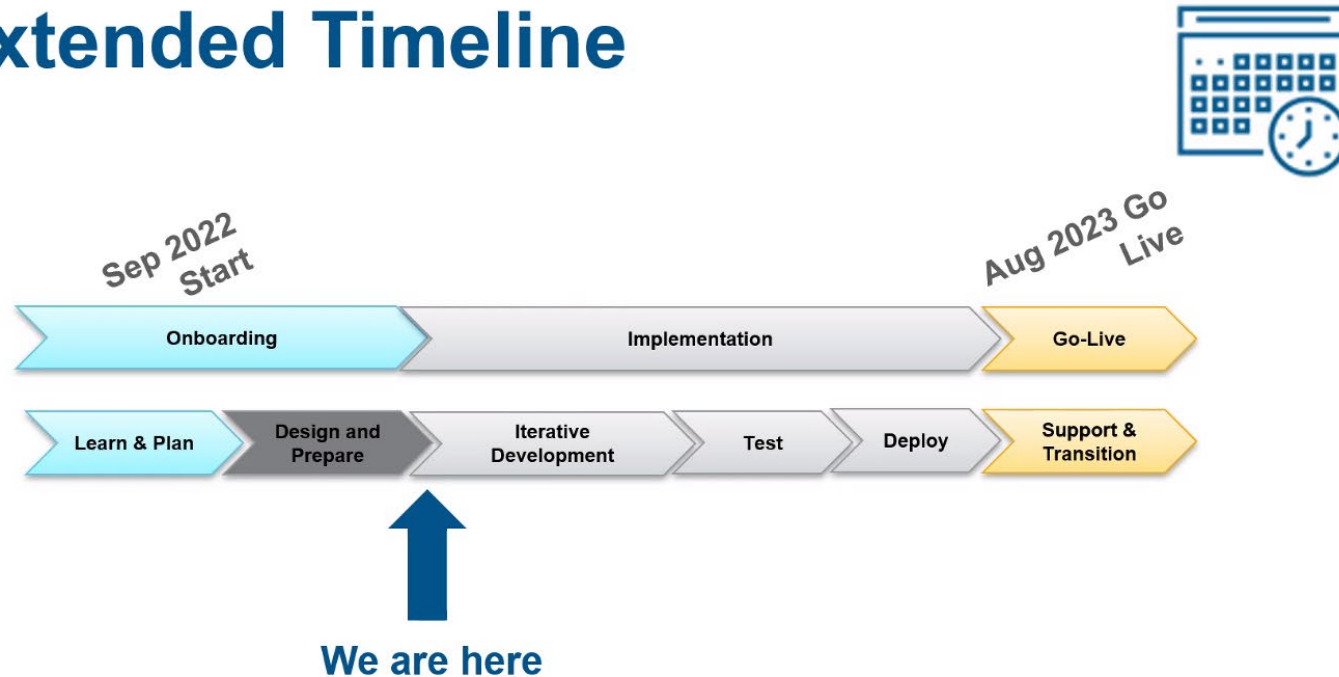 xtended Timeline
Sep 2022
Start
Aug 2023 Go
Live
Onboarding
Implementation
Go-Live
Learn & Plan
Design and
Prepare
Iterative
Development
Test
Deploy
Support &
Transition
We are here